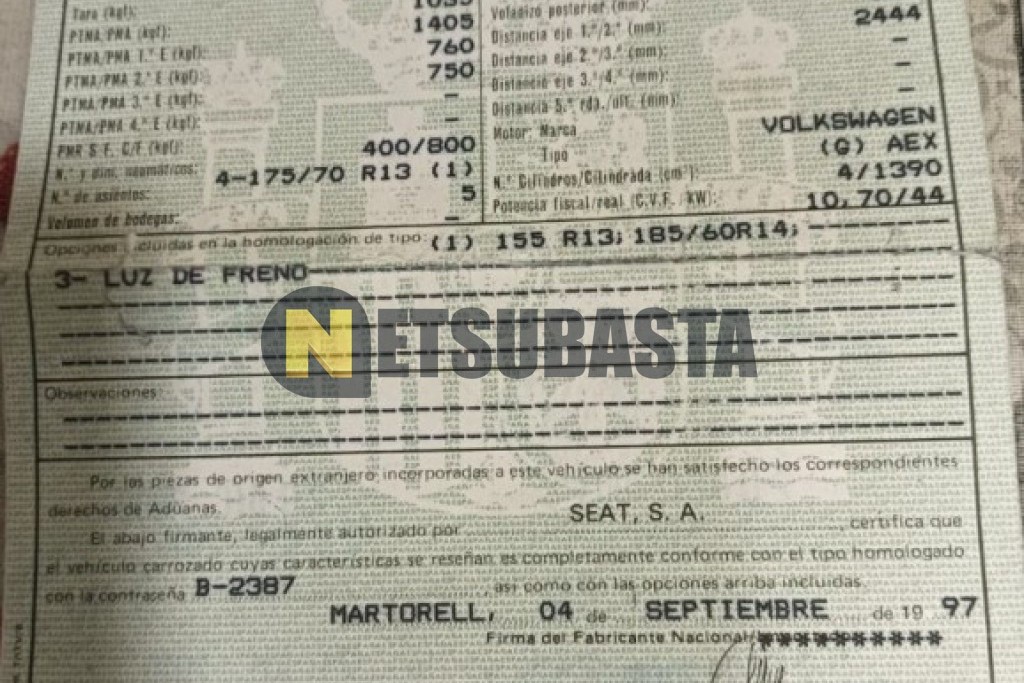 Tara (kgf):
PTMA/PMA (kgf): 1405
PTMA/PMA 1.º E (kgf): 760
PTMA/PMA 2.º E (kgf): 750
PTMA/PMA 3.º E (kgf): -
PTMA/PMA 4.º E (kgf): -
PMR S.F. C/F (kgf): 400/800
N.º y dim. neumáticos: 4-175/70 R13 (1)
N.º de asientos: 5
Volumen de bodegas: -
Voladizo posterior (mm):
Distancia eje 1.º/2.º (mm): 2444
Distancia eje 2.º/3.º (mm): -
Distancia eje 3.º/4.º (mm): -
Distancia 5.ª rda./últ. (mm): -
Motor: Marca VOLKSWAGEN
Tipo (G) AEX
N.º Cilindros/Cilindrada (cm³): 4/1390
Potencia fiscal/real (C.V.F./KW): 10,70/44
Opciones incluidas en la homologación de tipo: (1) 155 R13; 185/60R14;
3- LUZ DE FRENO
NETSUBASTA
Observaciones:
Por las piezas de origen extranjero incorporadas a este vehículo se han satisfecho los correspondientes
derechos de Aduanas.
El abajo firmante, legalmente autorizado por SEAT, S. A. certifica que
el vehículo carrozado cuyas características se reseñan es completamente conforme con el tipo homologado
con la contraseña B-2387, así como con las opciones arriba incluidas.
MARTORELL, 04 de SEPTIEMBRE de 19 97
Firma del Fabricante Nacional/